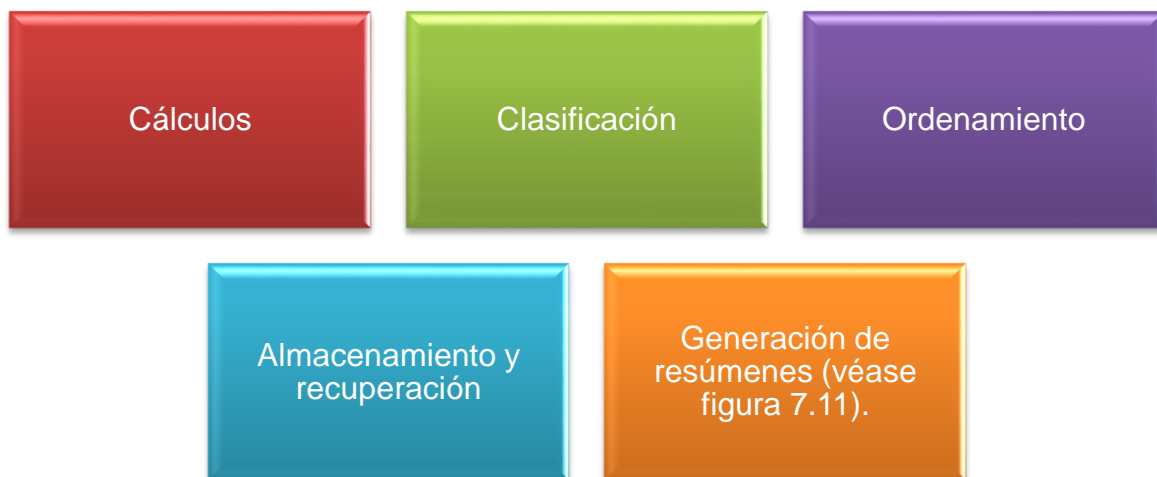 Cálculos
Clasificación
Ordenamiento
Almacenamiento y
recuperación
Generación de
resúmenes (véase
figura 7.11).